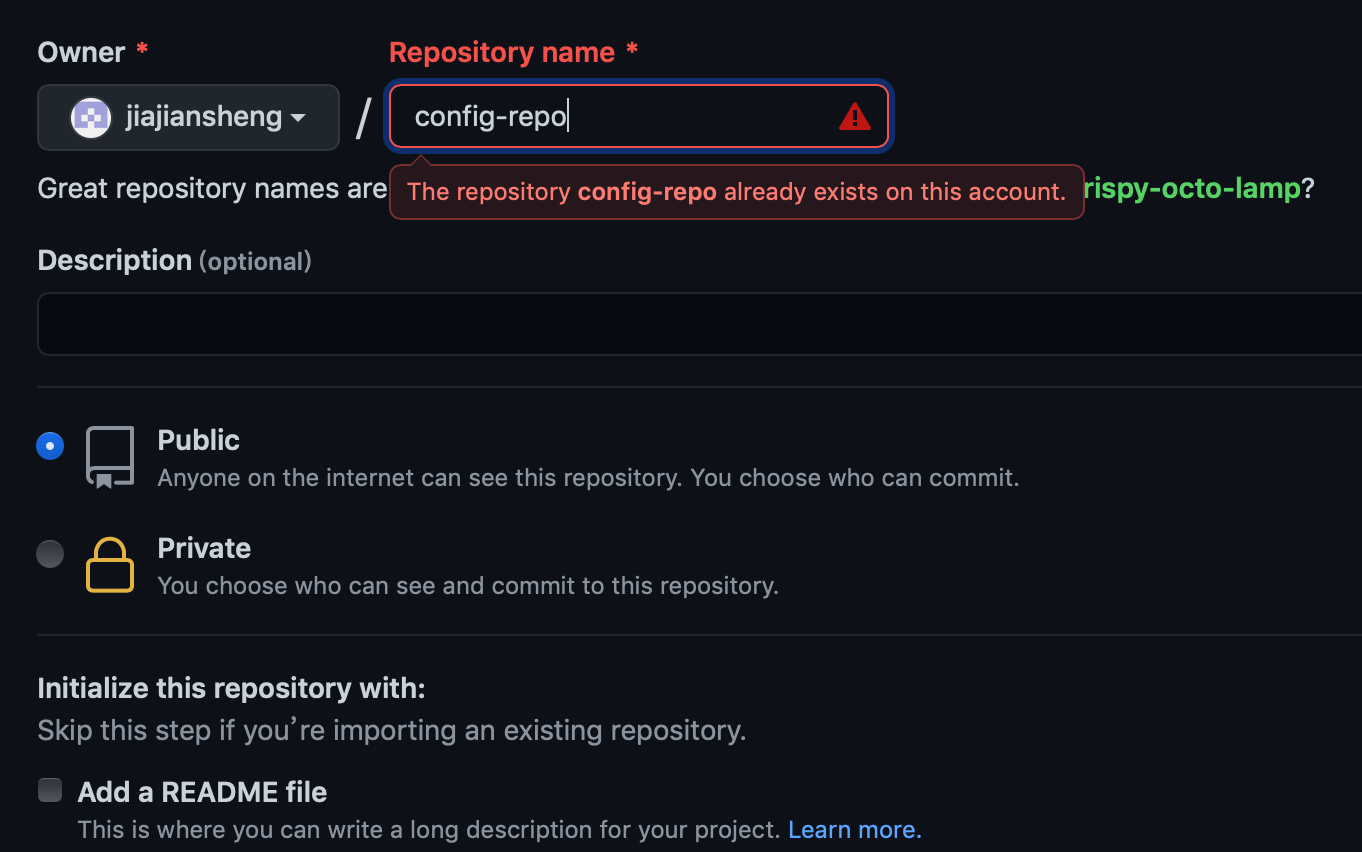 Owner * Repository name *
jiajiansheng / config-repo
Great repository names are rispy-octo-lamp?
The repository config-repo already exists on this account.
Description (optional)
Public
Anyone on the internet can see this repository. You choose who can commit.
Private
You choose who can see and commit to this repository.
Initialize this repository with:
Skip this step if you’re importing an existing repository.
Add a README file
This is where you can write a long description for your project. Learn more.